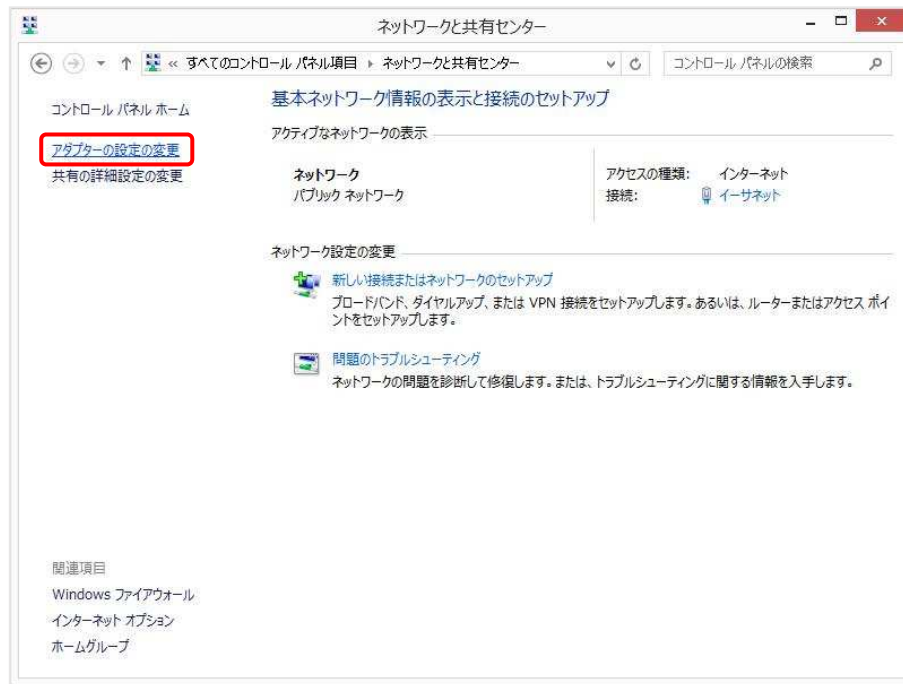 ネットワークと共有センター
« すべてのコントロール パネル項目 ▸ ネットワークと共有センター
コントロール パネルの検索
コントロール パネル ホーム
アダプターの設定の変更
共有の詳細設定の変更
基本ネットワーク情報の表示と接続のセットアップ
アクティブなネットワークの表示
ネットワーク
パブリック ネットワーク
アクセスの種類: インターネット
接続: イーサネット
ネットワーク設定の変更
新しい接続またはネットワークのセットアップ
ブロードバンド、ダイヤルアップ、または VPN 接続をセットアップします。あるいは、ルーターまたはアクセス ポイ
ントをセットアップします。
問題のトラブルシューティング
ネットワークの問題を診断して修復します。または、トラブルシューティングに関する情報を入手します。
関連項目
Windows ファイアウォール
インターネット オプション
ホームグループ